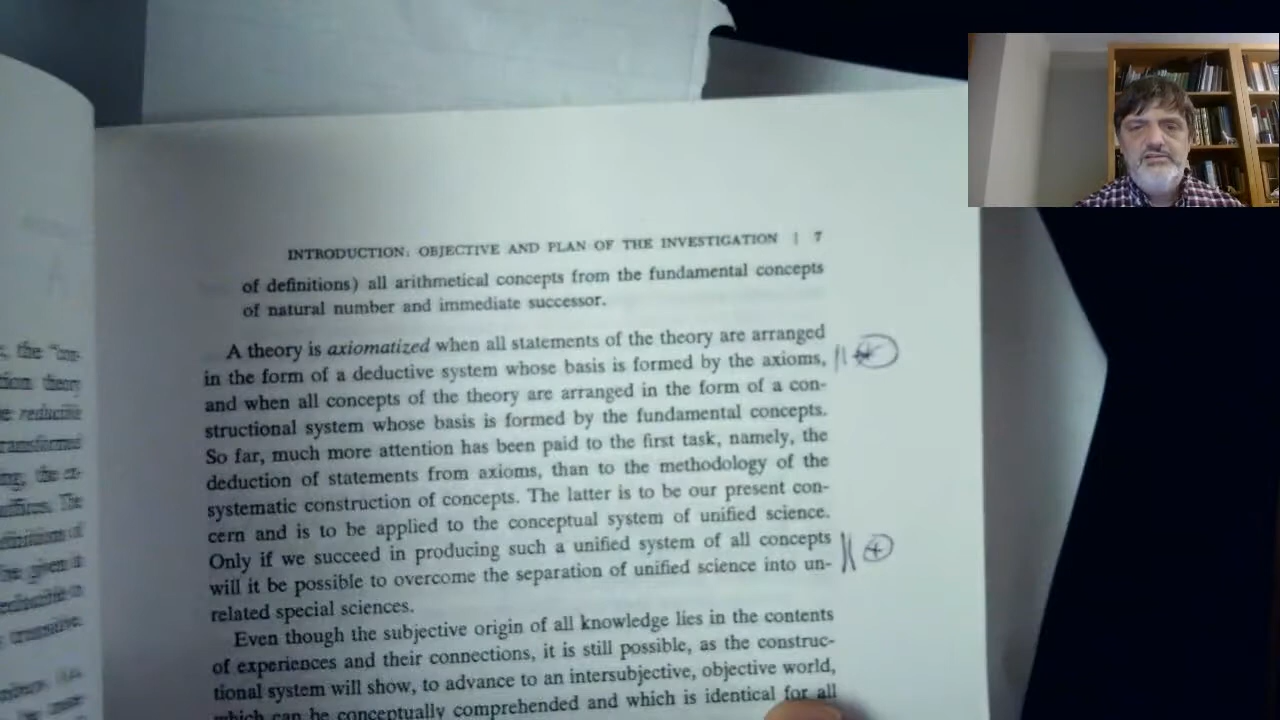 INTRODUCTION: OBJECTIVE AND PLAN OF THE INVESTIGATION | 7
of definitions) all arithmetical concepts from the fundamental concepts
of natural number and immediate successor.
A theory is axiomatized when all statements of the theory are arranged
in the form of a deductive system whose basis is formed by the axioms,
and when all concepts of the theory are arranged in the form of a con-
structional system whose basis is formed by the fundamental concepts.
So far, much more attention has been paid to the first task, namely, the
deduction of statements from axioms, than to the methodology of the
systematic construction of concepts. The latter is to be our present con-
cern and is to be applied to the conceptual system of unified science.
Only if we succeed in producing such a unified system of all concepts
will it be possible to overcome the separation of unified science into un-
related special sciences.
Even though the subjective origin of all knowledge lies in the contents
of experiences and their connections, it is still possible, as the construc-
tional system will show, to advance to an intersubjective, objective world,
which can be conceptually comprehended and which is identical for all